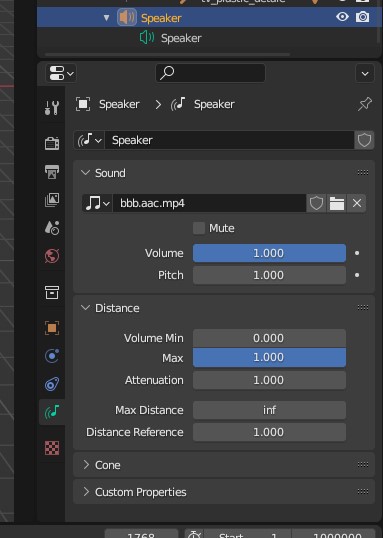 tv_plastic_detaile
Speaker
Speaker
Speaker Speaker
Speaker
Sound
bbb.aac.mp4
Mute
Volume 1.000
Pitch 1.000
Distance
Volume Min 0.000
Max 1.000
Attenuation 1.000
Max Distance inf
Distance Reference 1.000
Cone
Custom Properties
1768 Start 1 1000000